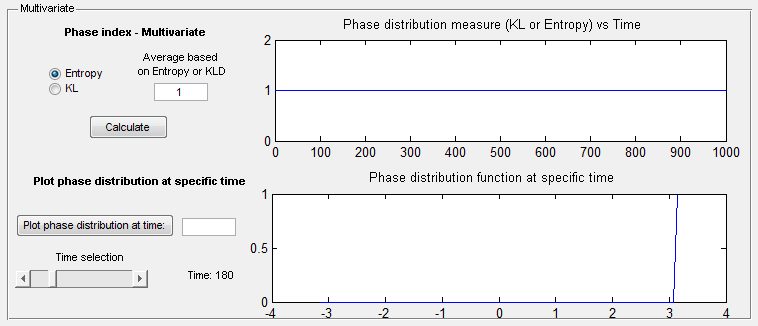 Multivariate
Phase index - Multivariate
Average based
on Entropy or KLD
Entropy
KL
1
Calculate
Phase distribution measure (KL or Entropy) vs Time
2
1
0
0 100 200 300 400 500 600 700 800 900 1000
Plot phase distribution at specific time
Plot phase distribution at time:
Time selection
Time: 180
Phase distribution function at specific time
1
0.5
0
-4 -3 -2 -1 0 1 2 3 4